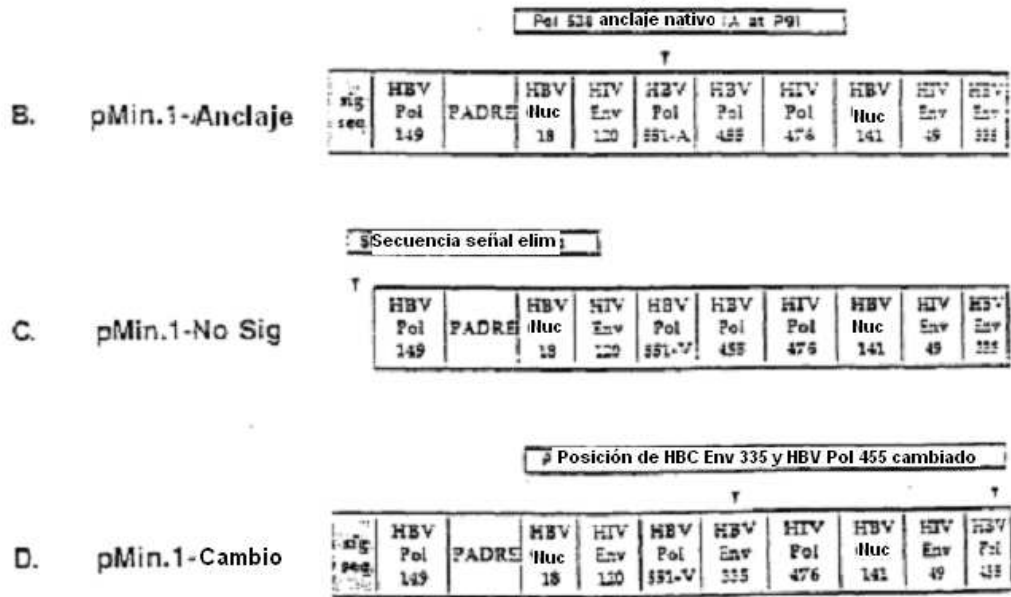 Pol 538 anclaje nativo (A at P9)
B. pMin.1-Anclaje
sig seq
HBV Pol 149
PADRE
HBV Nuc 18
HIV Env 120
HBV Pol 551-A
HBV Pol 455
HIV Pol 476
HBV Nuc 141
HIV Env 49
HBV Env 335
Secuencia señal elim
C. pMin.1-No Sig
HBV Pol 149
PADRE
HBV Nuc 18
HIV Env 120
HBV Pol 551-V
HBV Pol 455
HIV Pol 476
HBV Nuc 141
HIV Env 49
HBV Env 335
Posición de HBC Env 335 y HBV Pol 455 cambiado
D. pMin.1-Cambio
sig seq
HBV Pol 149
PADRE
HBV Nuc 18
HIV Env 120
HBV Pol 551-V
HBV Env 335
HIV Pol 476
HBV Nuc 141
HIV Env 49
HBV Pol 455